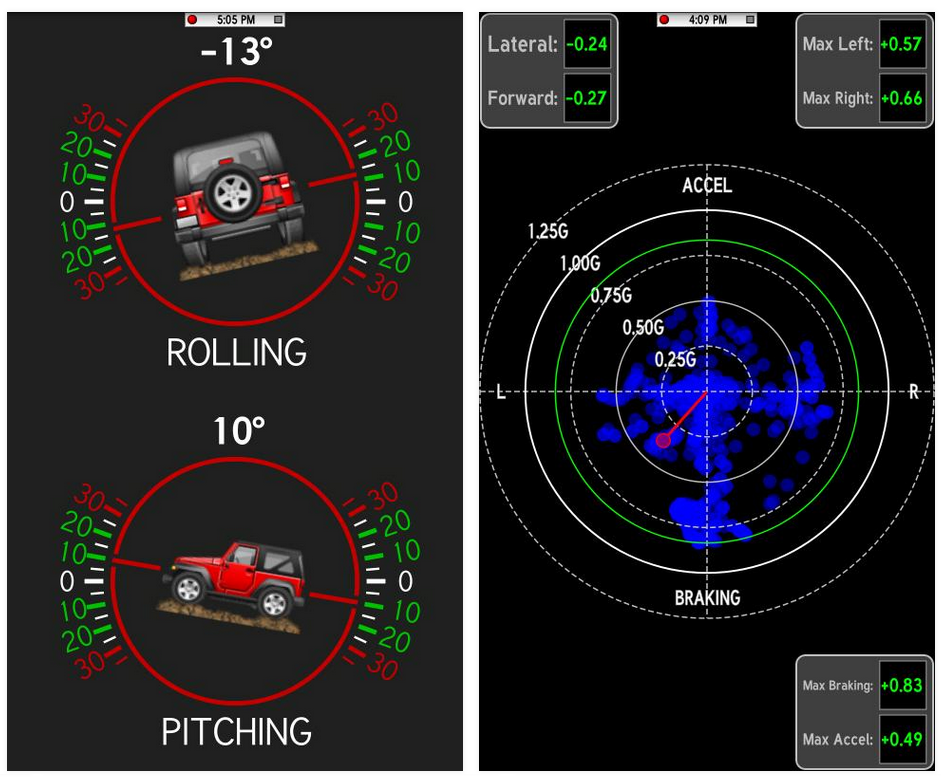 5:05 PM
-13°
30 30
20 20
10 10
0 0
10 10
20 20
30 30
ROLLING
10°
30 30
20 20
10 10
0 0
10 10
20 20
30 30
PITCHING
4:09 PM
Lateral: -0.24
Forward: -0.27
Max Left: +0.57
Max Right: +0.66
ACCEL
1.25G
1.00G
0.75G
0.50G
0.25G
L R
BRAKING
Max Braking: +0.83
Max Accel: +0.49